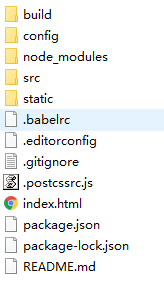 build
config
node_modules
src
static
.babelrc
.editorconfig
.gitignore
.postcssrc.js
index.html
package.json
package-lock.json
README.md